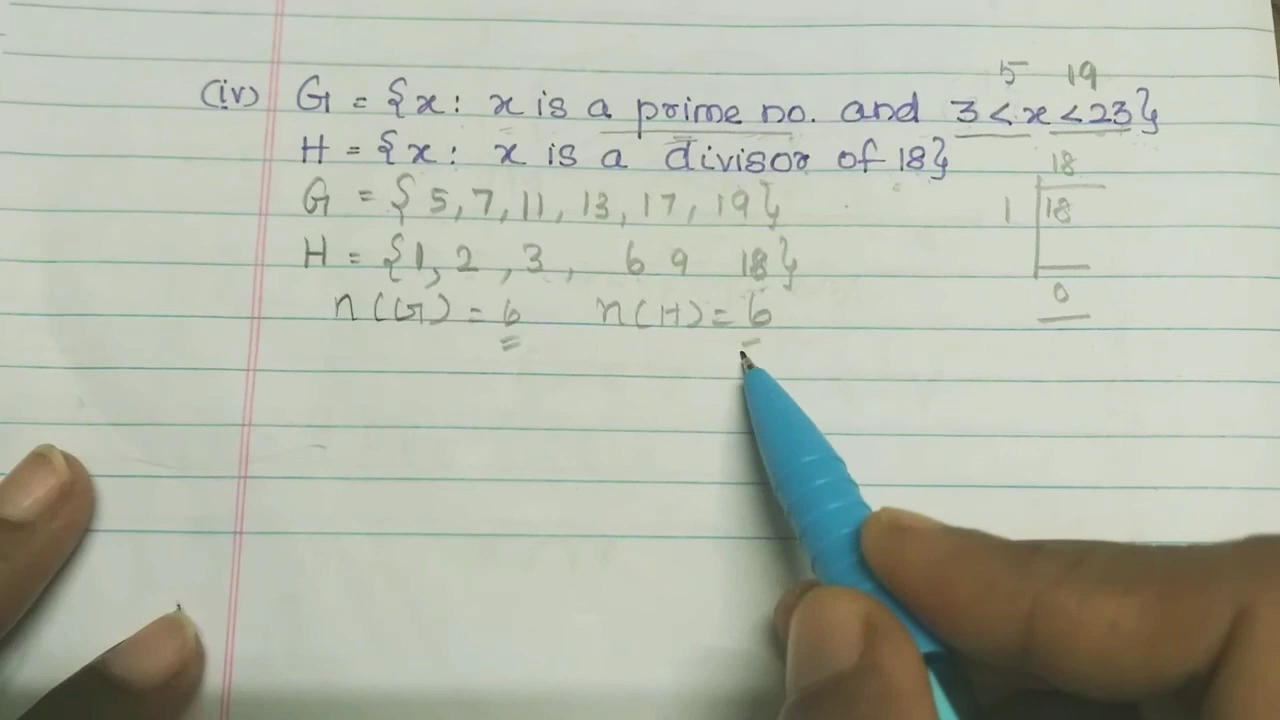 5 19
(iv) G = {x : x is a prime no. and 3 < x < 23}
H = {x : x is a divisor of 18}
18
G = { 5, 7, 11, 13, 17, 19}
1 18
H = {1, 2 , 3 , 6 9 18}
0
n(G) = 6 n(H) = 6